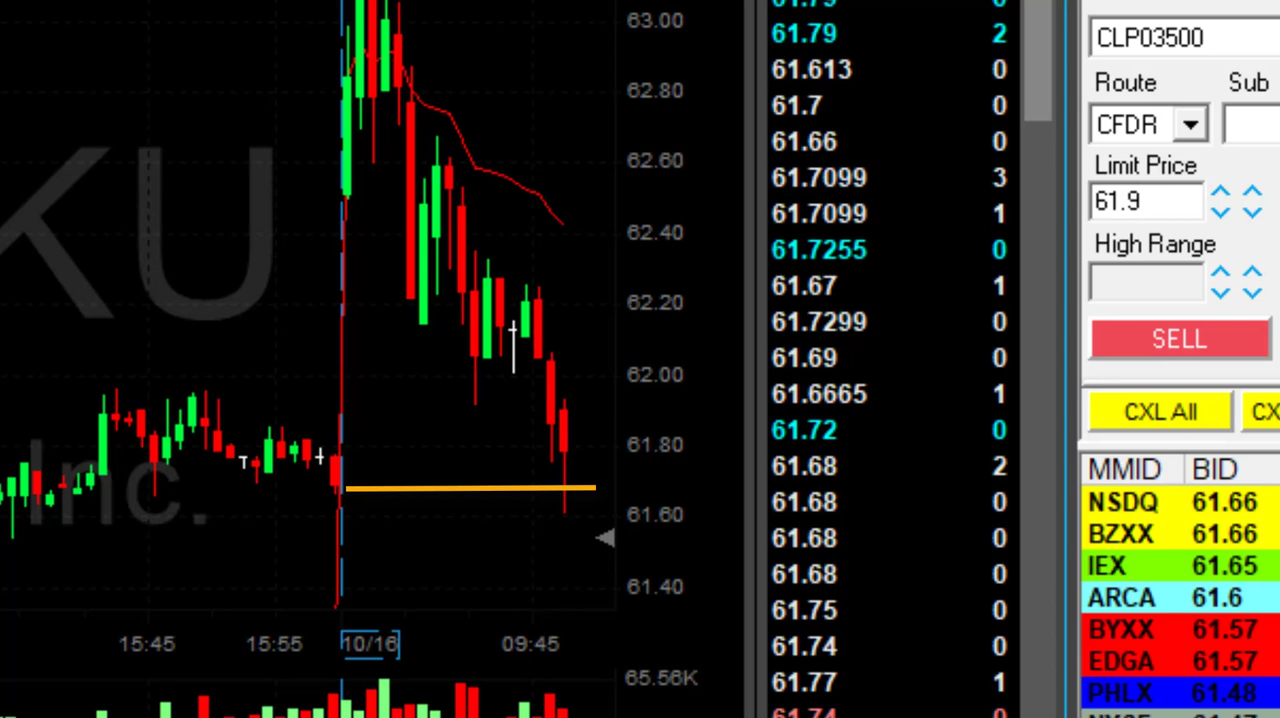 63.00
62.80
62.60
62.40
62.20
62.00
61.80
61.60
61.40
KU
Inc.
15:45 15:55 10/16 09:45
65.56K
61.79 2
61.613 0
61.7 0
61.66 0
61.7099 3
61.7099 1
61.7255 0
61.67 1
61.7299 0
61.69 0
61.6665 1
61.72 0
61.68 2
61.68 0
61.68 0
61.68 0
61.75 0
61.74 0
61.77 1
61.74
CLP03500
Route Sub
CFDR
Limit Price
61.9
High Range
SELL
CXL All CX
MMID BID
NSDQ 61.66
BZXX 61.66
IEX 61.65
ARCA 61.6
BYXX 61.57
EDGA 61.57
PHLX 61.48